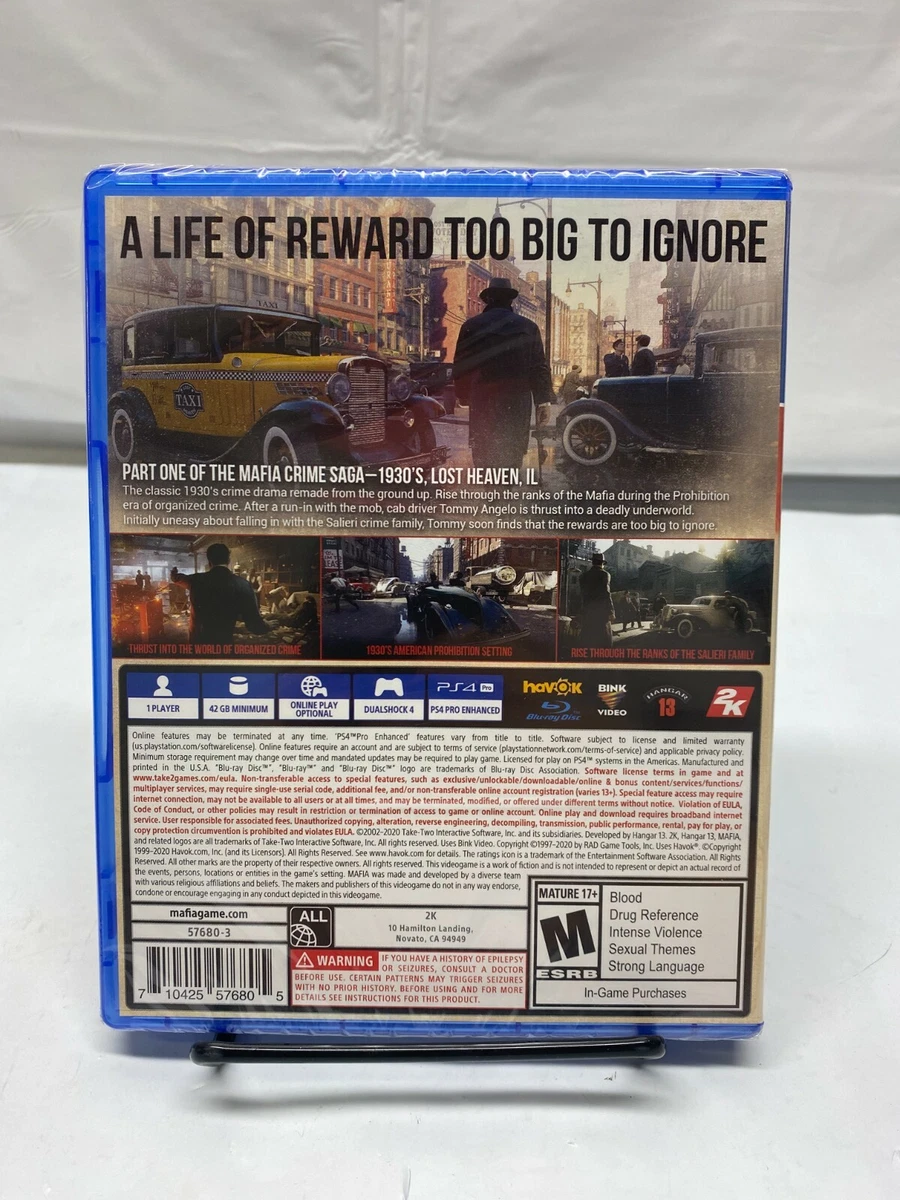 A LIFE OF REWARD TOO BIG TO IGNORE
TAXI
TAXI
PART ONE OF THE MAFIA CRIME SAGA—1930'S, LOST HEAVEN, IL
The classic 1930's crime drama remade from the ground up. Rise through the ranks of the Mafia during the Prohibition
era of organized crime. After a run-in with the mob, cab driver Tommy Angelo is thrust into a deadly underworld.
Initially uneasy about falling in with the Salieri crime family, Tommy soon finds that the rewards are too big to ignore.
THRUST INTO THE WORLD OF ORGANIZED CRIME
1930'S AMERICAN PROHIBITION SETTING
RISE THROUGH THE RANKS OF THE SALIERI FAMILY
1 PLAYER
42 GB MINIMUM
ONLINE PLAY
OPTIONAL
DUALSHOCK 4
PS4 Pro
PS4 PRO ENHANCED
havok
Blu-ray Disc
BINK
VIDEO
HANGAR
13
2K
Online features may be terminated at any time. "PS4™Pro Enhanced" features vary from title to title. Software subject to license and limited warranty
(us.playstation.com/softwarelicense). Online features require an account and are subject to terms of service (playstationnetwork.com/terms-of-service) and applicable privacy policy.
Minimum storage requirement may change over time and mandated updates may be required to play game. Licensed for play on PS4™ systems in the Americas. Manufactured and
printed in the U.S.A. "Blu-ray Disc™", "Blu-ray™" and "Blu-ray Disc™" logo are trademarks of Blu-ray Disc Association. Software license terms in game and at
www.take2games.com/eula. Non-transferable access to special features, such as exclusive/unlockable/downloadable/online & bonus content/services/functions/
multiplayer services, may require single-use serial code, additional fee, and/or non-transferable online account registration (varies 13+). Special feature access may require
internet connection, may not be available to all users or at all times, and may be terminated, modified, or offered under different terms without notice. Violation of EULA,
Code of Conduct, or other policies may result in restriction or termination of access to game or online account. Online play and download requires broadband internet
service. User responsible for associated fees. Unauthorized copying, alteration, reverse engineering, decompiling, transmission, public performance, rental, pay for play, or
copy protection circumvention is prohibited and violates EULA. ©2002-2020 Take-Two Interactive Software, Inc. and its subsidiaries. Developed by Hangar 13. 2K, Hangar 13, MAFIA,
and related logos are all trademarks of Take-Two Interactive Software, Inc. All rights reserved. Uses Bink Video. Copyright ©1997-2020 by RAD Game Tools, Inc. Uses Havok®. ©Copyright
1999-2020 Havok.com, Inc. (and its Licensors). All Rights Reserved. See www.havok.com for details. The ratings icon is a trademark of the Entertainment Software Association. All Rights
Reserved. All other marks are the property of their respective owners. All rights reserved. This videogame is a work of fiction and is not intended to represent or depict an actual record of
the events, persons, locations or entities in the game's setting. MAFIA was made and developed by a diverse team
with various religious affiliations and beliefs. The makers and publishers of this videogame do not in any way endorse,
condone or encourage engaging in any conduct depicted in this videogame.
mafiagame.com
57680-3
ALL
2K
10 Hamilton Landing,
Novato, CA 94949
WARNING IF YOU HAVE A HISTORY OF EPILEPSY
OR SEIZURES, CONSULT A DOCTOR
BEFORE USE. CERTAIN PATTERNS MAY TRIGGER SEIZURES
WITH NO PRIOR HISTORY. BEFORE USING AND FOR MORE
DETAILS SEE INSTRUCTIONS FOR THIS PRODUCT.
7 10425 57680 5
MATURE 17+
M
ESRB
Blood
Drug Reference
Intense Violence
Sexual Themes
Strong Language
In-Game Purchases